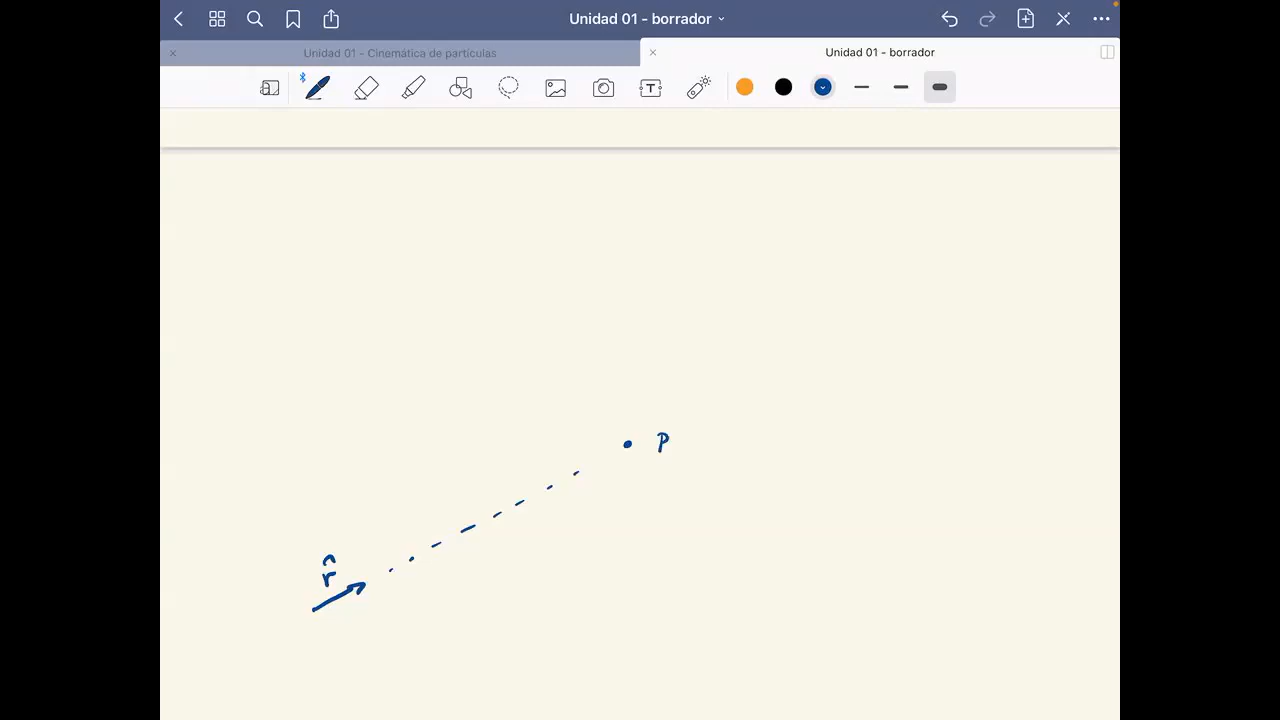 Unidad 01 - borrador
Unidad 01 - Cinemática de partículas
Unidad 01 - borrador
T
P
r̂